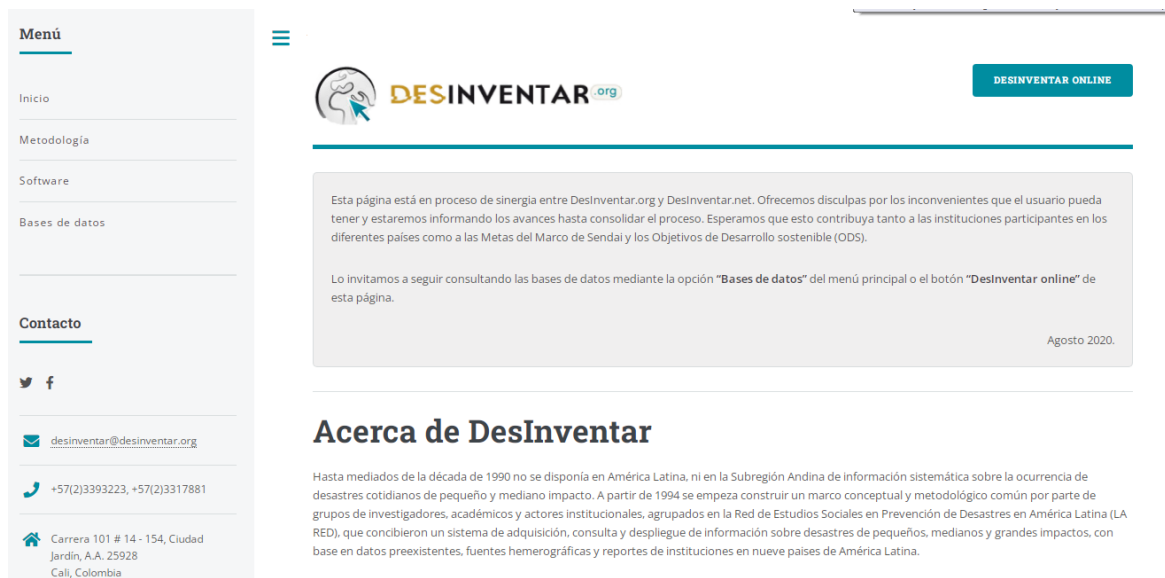 Menú
Inicio
Metodología
Software
Bases de datos
Contacto
desinventar@desinventar.org
+57(2)3393223, +57(2)3317881
Carrera 101 # 14 - 154, Ciudad
Jardín, A.A. 25928
Cali, Colombia
DESINVENTAR .org
DESINVENTAR ONLINE
Esta página está en proceso de sinergia entre DesInventar.org y DesInventar.net. Ofrecemos disculpas por los inconvenientes que el usuario pueda
tener y estaremos informando los avances hasta consolidar el proceso. Esperamos que esto contribuya tanto a las instituciones participantes en los
diferentes países como a las Metas del Marco de Sendai y los Objetivos de Desarrollo sostenible (ODS).
Lo invitamos a seguir consultando las bases de datos mediante la opción “Bases de datos” del menú principal o el botón “DesInventar online” de
esta página.
Agosto 2020.
Acerca de DesInventar
Hasta mediados de la década de 1990 no se disponía en América Latina, ni en la Subregión Andina de información sistemática sobre la ocurrencia de
desastres cotidianos de pequeño y mediano impacto. A partir de 1994 se empeza construir un marco conceptual y metodológico común por parte de
grupos de investigadores, académicos y actores institucionales, agrupados en la Red de Estudios Sociales en Prevención de Desastres en América Latina (LA
RED), que concibieron un sistema de adquisición, consulta y despliegue de información sobre desastres de pequeños, medianos y grandes impactos, con
base en datos preexistentes, fuentes hemerográficas y reportes de instituciones en nueve paises de América Latina.